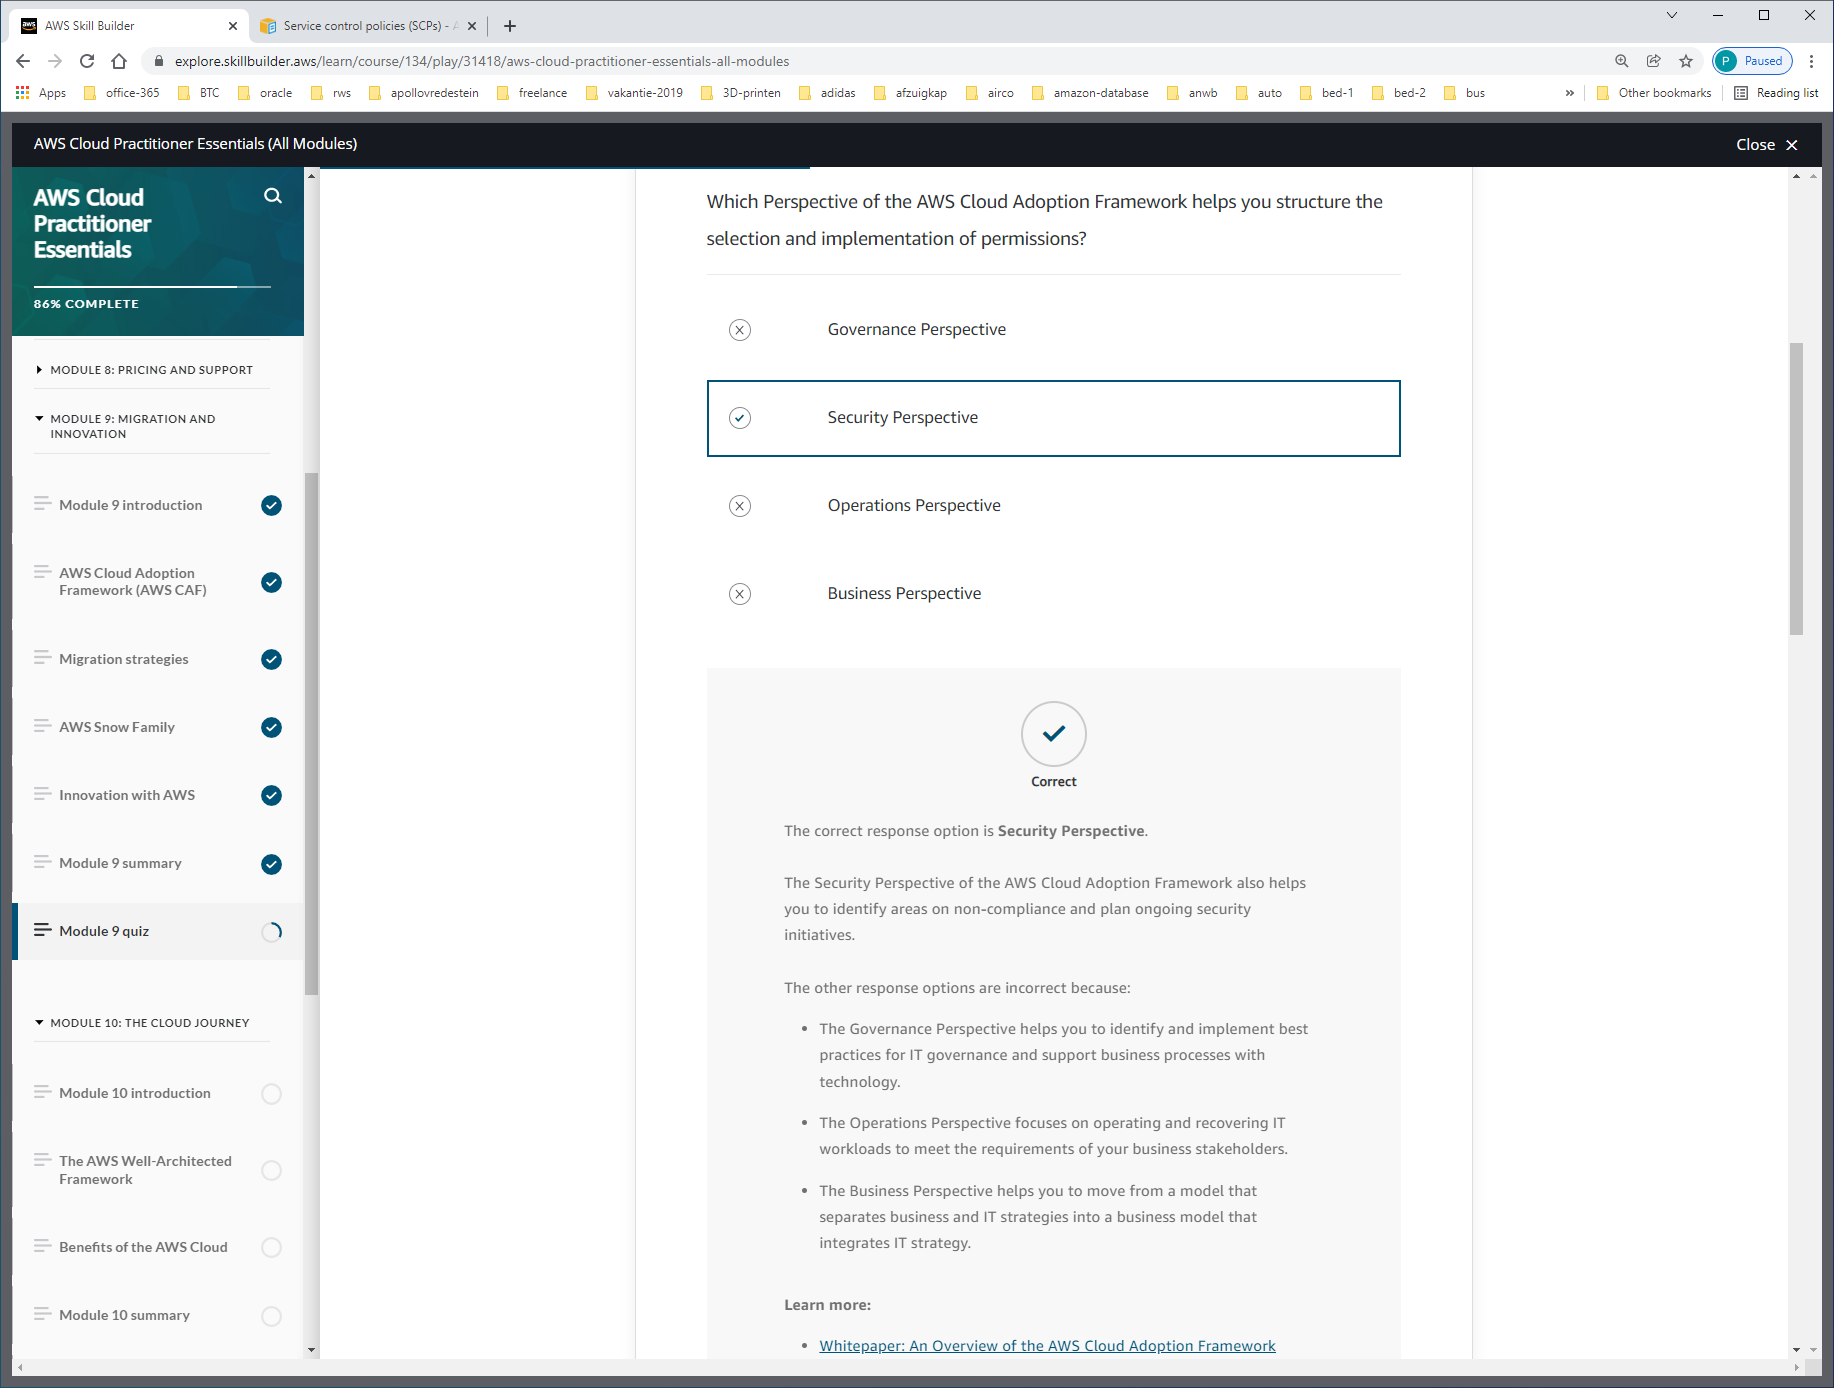 aws AWS Skill Builder
Service control policies (SCPs) -
explore.skillbuilder.aws/learn/course/134/play/31418/aws-cloud-practitioner-essentials-all-modules
P Paused
Apps office-365 BTC oracle rws apollovredestein freelance vakantie-2019 3D-printen adidas afzuigkap airco amazon-database anwb auto bed-1 bed-2 bus » Other bookmarks Reading list
AWS Cloud Practitioner Essentials (All Modules)
Close
AWS Cloud
Practitioner
Essentials
86% COMPLETE
MODULE 8: PRICING AND SUPPORT
MODULE 9: MIGRATION AND
INNOVATION
Module 9 introduction
AWS Cloud Adoption
Framework (AWS CAF)
Migration strategies
AWS Snow Family
Innovation with AWS
Module 9 summary
Module 9 quiz
MODULE 10: THE CLOUD JOURNEY
Module 10 introduction
The AWS Well-Architected
Framework
Benefits of the AWS Cloud
Module 10 summary
Which Perspective of the AWS Cloud Adoption Framework helps you structure the
selection and implementation of permissions?
Governance Perspective
Security Perspective
Operations Perspective
Business Perspective
Correct
The correct response option is Security Perspective.
The Security Perspective of the AWS Cloud Adoption Framework also helps
you to identify areas on non-compliance and plan ongoing security
initiatives.
The other response options are incorrect because:
• The Governance Perspective helps you to identify and implement best
practices for IT governance and support business processes with
technology.
• The Operations Perspective focuses on operating and recovering IT
workloads to meet the requirements of your business stakeholders.
• The Business Perspective helps you to move from a model that
separates business and IT strategies into a business model that
integrates IT strategy.
Learn more:
• Whitepaper: An Overview of the AWS Cloud Adoption Framework